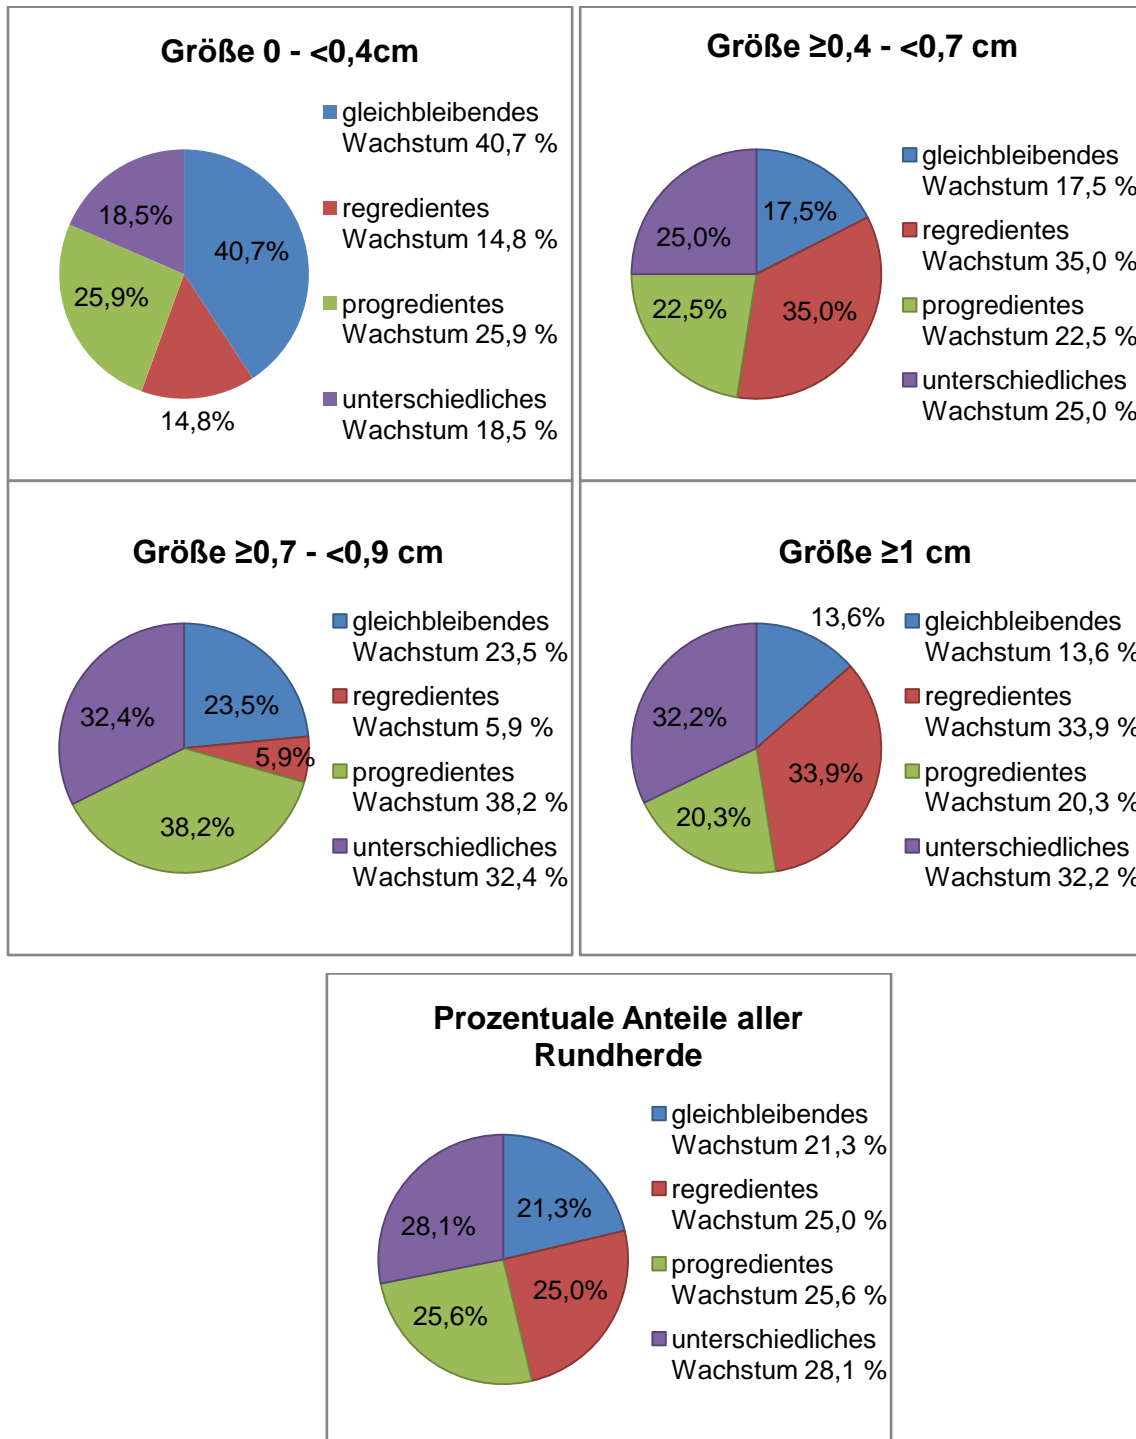 Größe 0 - <0,4cm
gleichbleibendes
Wachstum 40,7 %
regredientes
Wachstum 14,8 %
progredientes
Wachstum 25,9 %
unterschiedliches
Wachstum 18,5 %
18,5%
40,7%
25,9%
14,8%
Größe ≥0,4 - <0,7 cm
gleichbleibendes
Wachstum 17,5 %
regredientes
Wachstum 35,0 %
progredientes
Wachstum 22,5 %
unterschiedliches
Wachstum 25,0 %
17,5%
25,0%
22,5%
35,0%
Größe ≥0,7 - <0,9 cm
gleichbleibendes
Wachstum 23,5 %
regredientes
Wachstum 5,9 %
progredientes
Wachstum 38,2 %
unterschiedliches
Wachstum 32,4 %
32,4%
23,5%
5,9%
38,2%
Größe ≥1 cm
13,6%
gleichbleibendes
Wachstum 13,6 %
regredientes
Wachstum 33,9 %
progredientes
Wachstum 20,3 %
unterschiedliches
Wachstum 32,2 %
32,2%
33,9%
20,3%
Prozentuale Anteile aller
Rundherde
gleichbleibendes
Wachstum 21,3 %
regredientes
Wachstum 25,0 %
progredientes
Wachstum 25,6 %
unterschiedliches
Wachstum 28,1 %
28,1%
21,3%
25,6%
25,0%